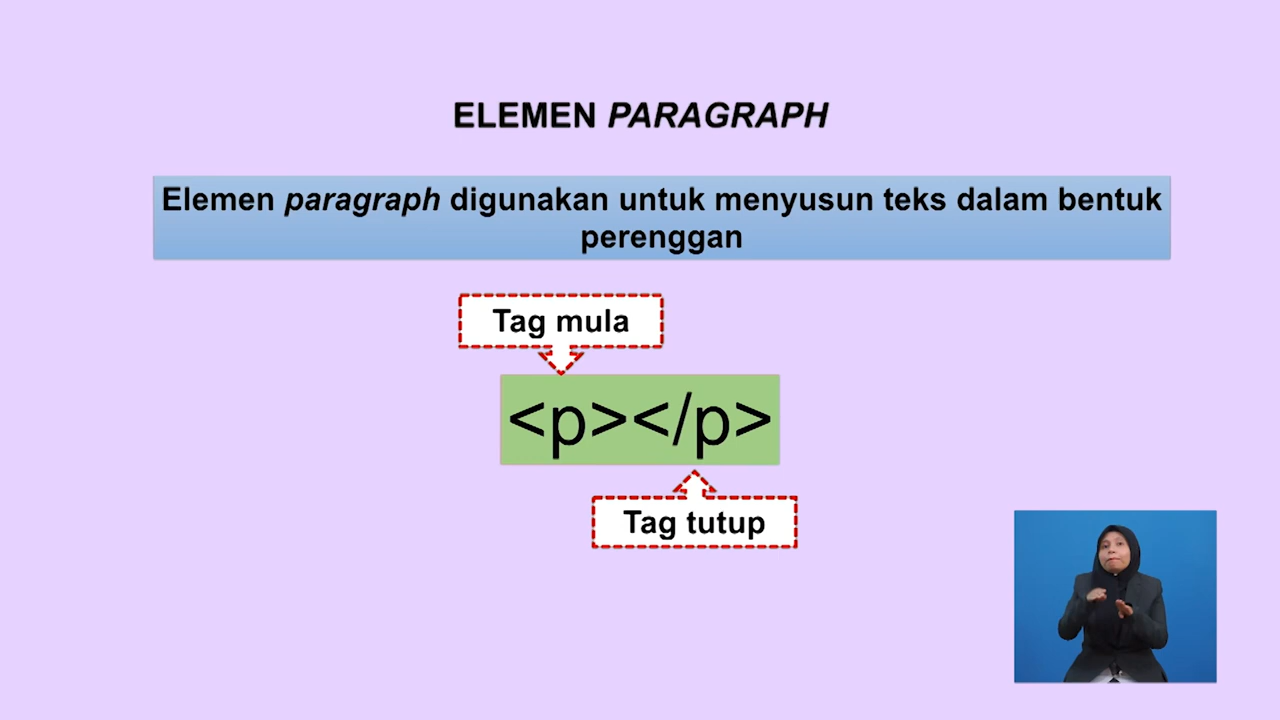 ELEMEN PARAGRAPH
Elemen paragraph digunakan untuk menyusun teks dalam bentuk
perenggan
Tag mula
<p></p>
Tag tutup